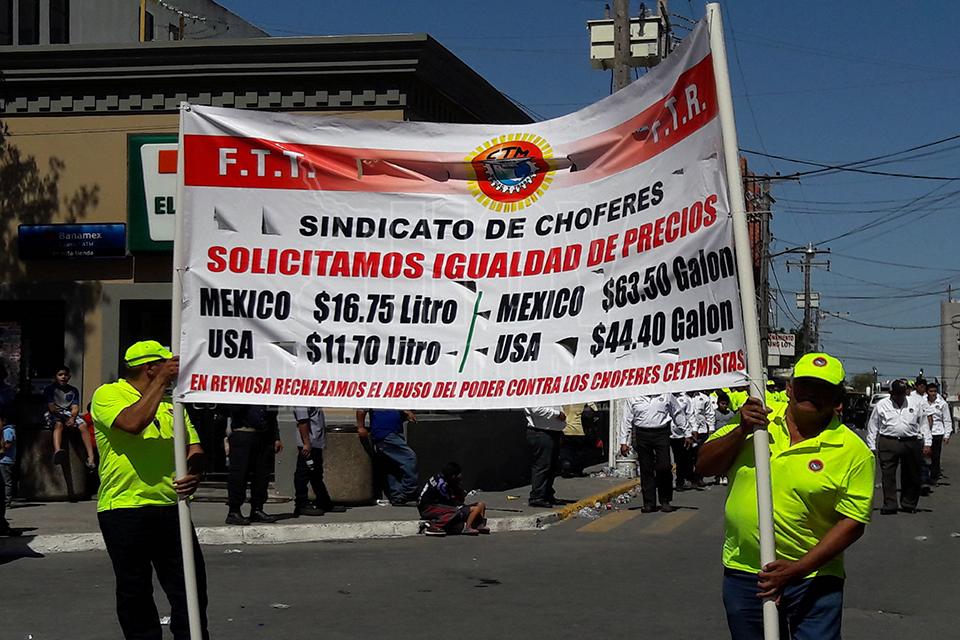 F.T.T.
CTM
F.T.R.
SINDICATO DE CHOFERES
SOLICITAMOS IGUALDAD DE PRECIOS
MEXICO $16.75 Litro
USA $11.70 Litro
MEXICO $63.50 Galon
USA $44.40 Galon
EN REYNOSA RECHAZAMOS EL ABUSO DEL PODER CONTRA LOS CHOFERES CETEMISTAS
EL
Banamex